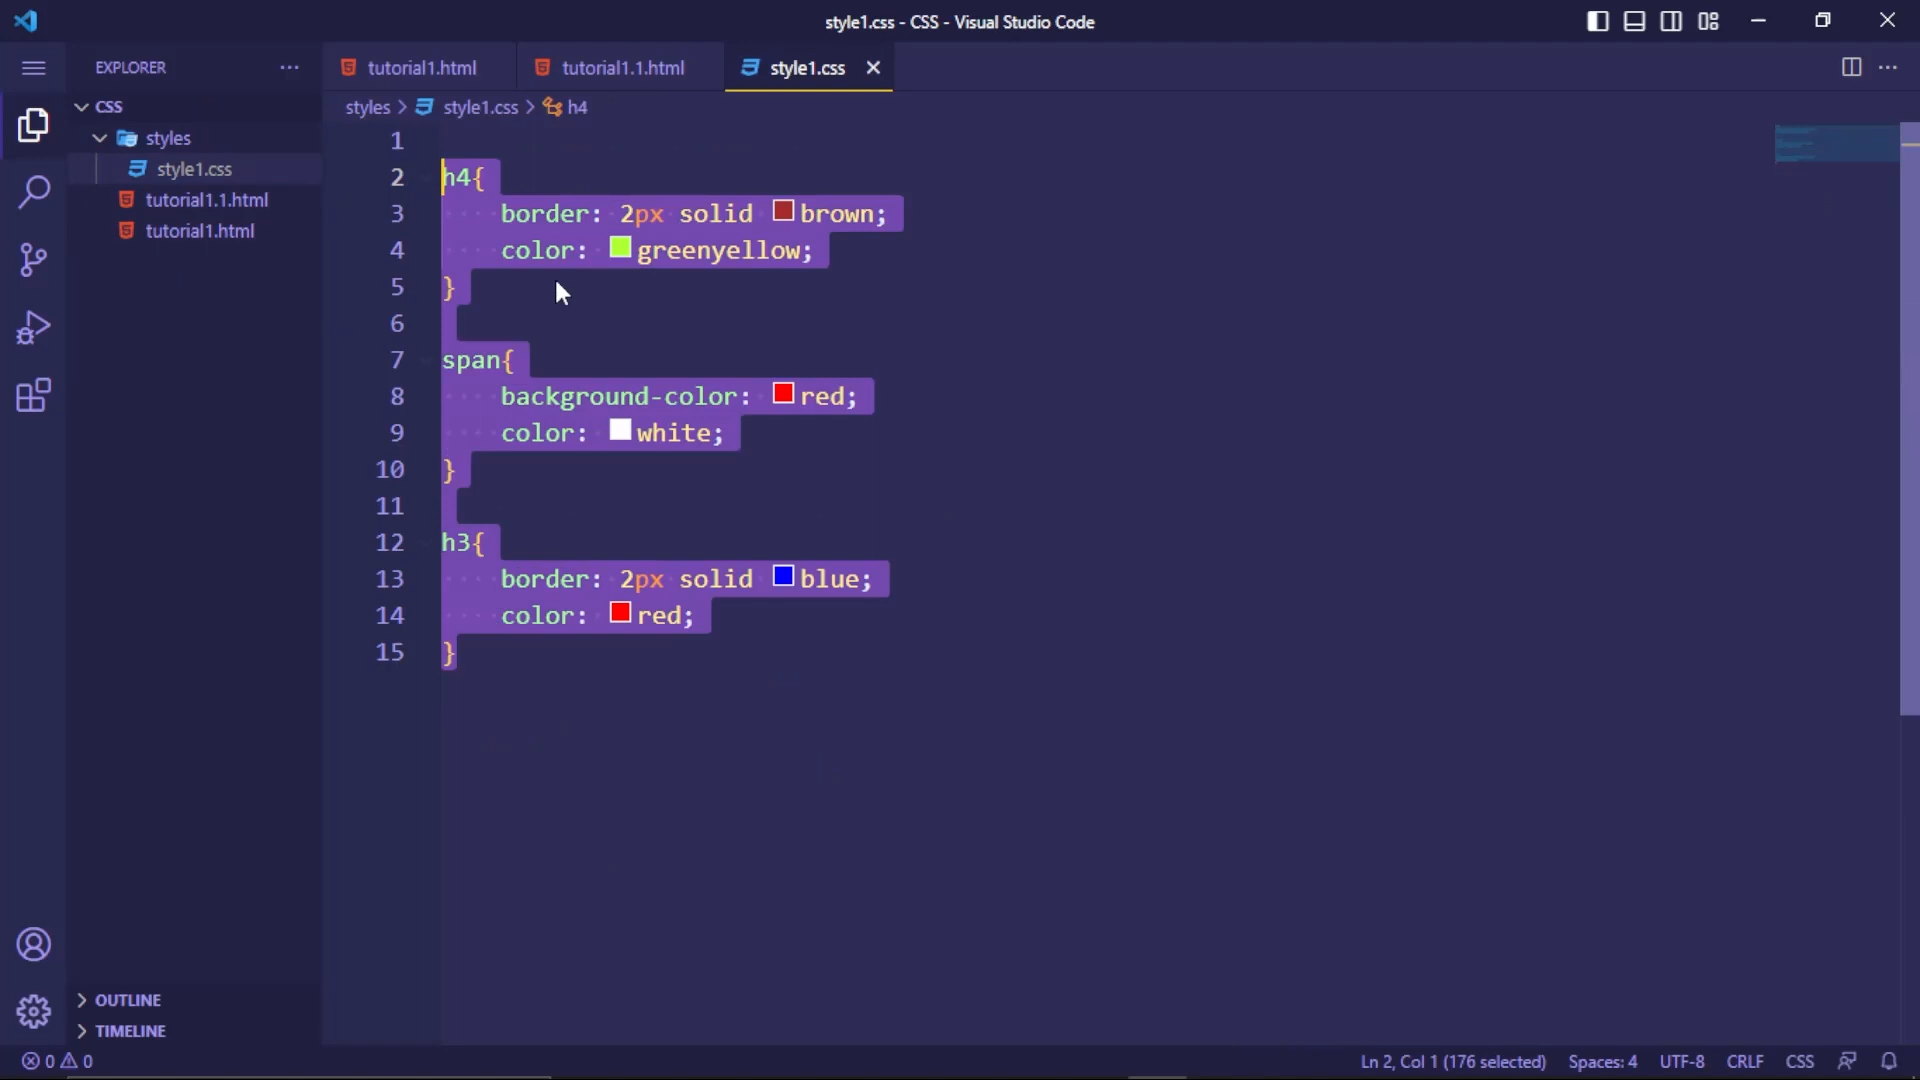 style1.css - CSS - Visual Studio Code
EXPLORER
tutorial1.html
tutorial1.1.html
style1.css
CSS
styles
style1.css
tutorial1.1.html
tutorial1.html
styles > style1.css > h4
1
2 h4{
3 border: 2px solid brown;
4 color: greenyellow;
5 }
6
7 span{
8 background-color: red;
9 color: white;
10 }
11
12 h3{
13 border: 2px solid blue;
14 color: red;
15 }
OUTLINE
TIMELINE
0 0
Ln 2, Col 1 (176 selected) Spaces: 4 UTF-8 CRLF CSS